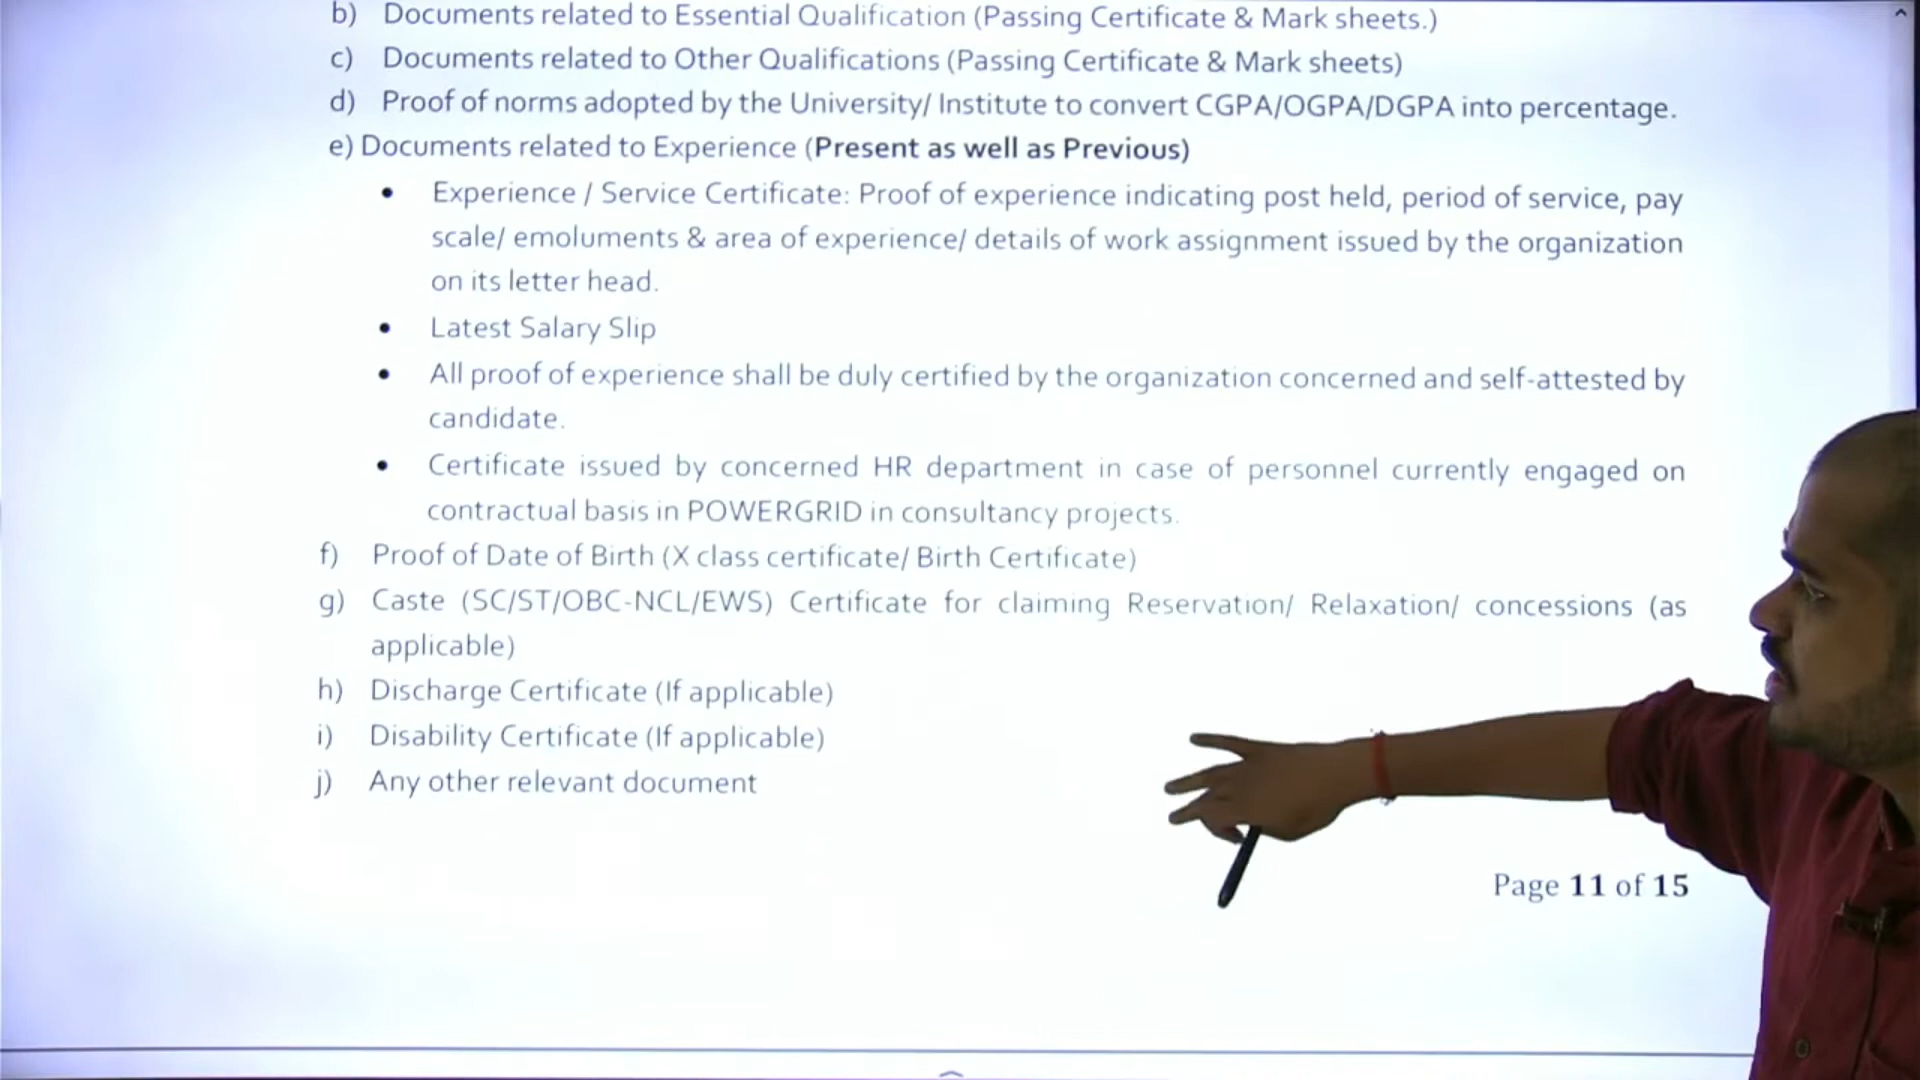 b) Documents related to Essential Qualification (Passing Certificate & Mark sheets.)
c) Documents related to Other Qualifications (Passing Certificate & Mark sheets)
d) Proof of norms adopted by the University/ Institute to convert CGPA/OGPA/DGPA into percentage.
e) Documents related to Experience (Present as well as Previous)
• Experience / Service Certificate: Proof of experience indicating post held, period of service, pay
scale/ emoluments & area of experience/ details of work assignment issued by the organization
on its letter head.
• Latest Salary Slip
• All proof of experience shall be duly certified by the organization concerned and self-attested by
candidate.
• Certificate issued by concerned HR department in case of personnel currently engaged on
contractual basis in POWERGRID in consultancy projects.
f) Proof of Date of Birth (X class certificate/ Birth Certificate)
g) Caste (SC/ST/OBC-NCL/EWS) Certificate for claiming Reservation/ Relaxation/ concessions (as
applicable)
h) Discharge Certificate (If applicable)
i) Disability Certificate (If applicable)
j) Any other relevant document
Page 11 of 15